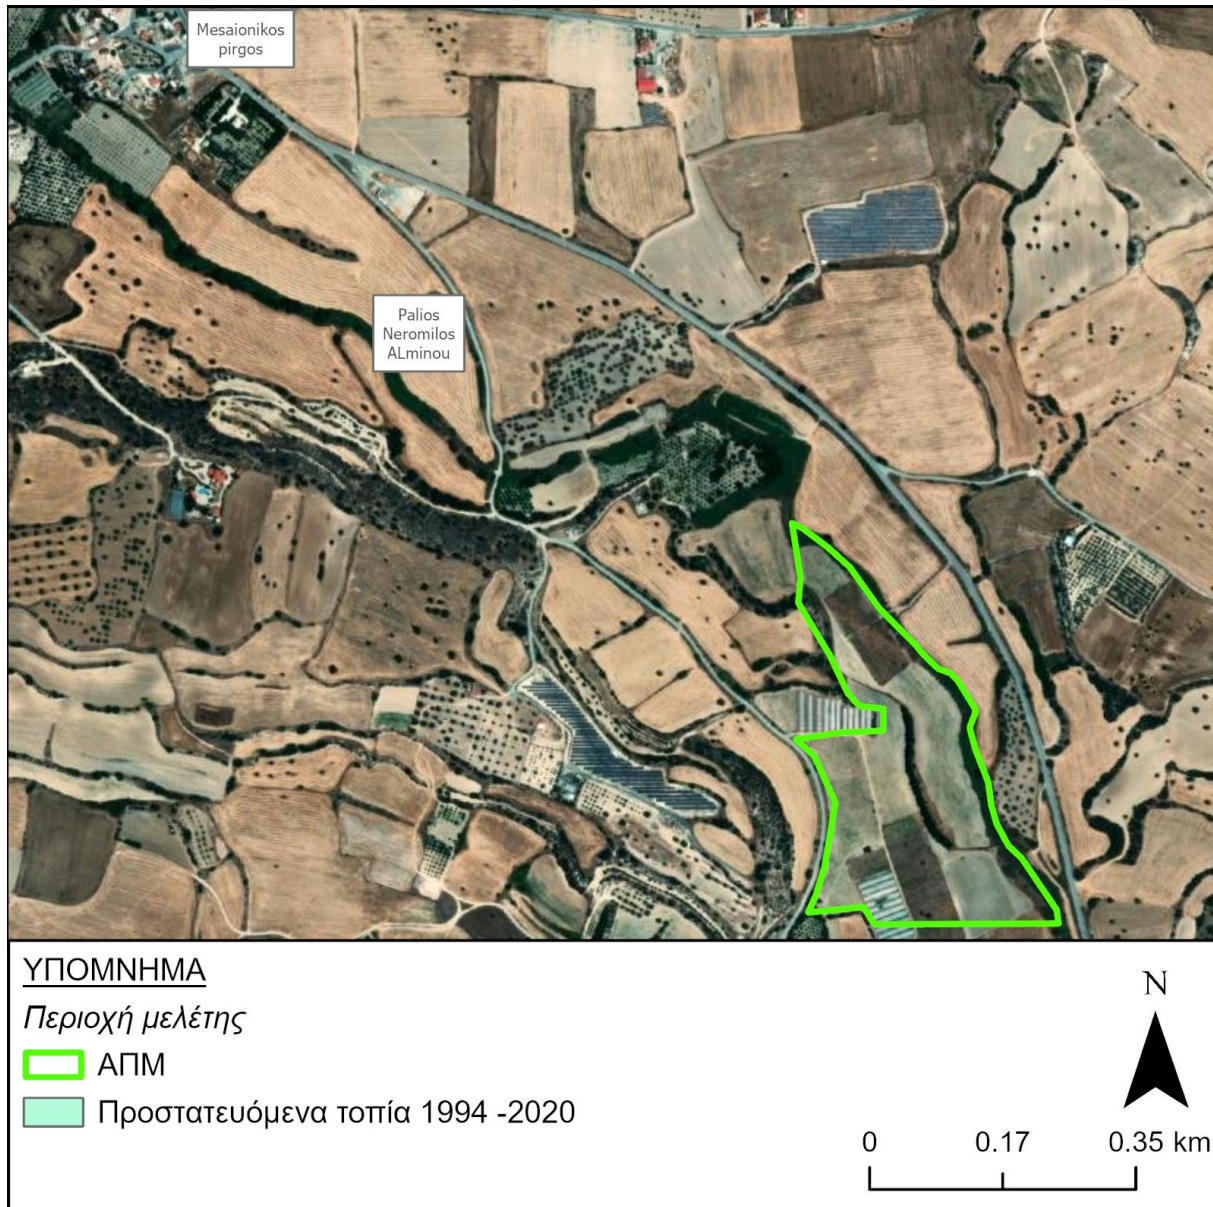 Mesaionikos
pirgos
Palios
Neromilos
ALminou
ΥΠΟΜΝΗΜΑ
Περιοχή μελέτης
ΑΠΜ
Προστατευόμενα τοπία 1994 -2020
N
0 0.17 0.35 km